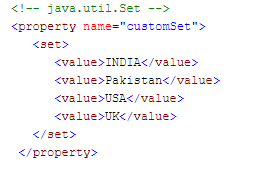 <!-- java.util.Set -->
<property name="customSet">
<set>
<value>INDIA</value>
<value>Pakistan</value>
<value>USA</value>
<value>UK</value>
</set>
</property>